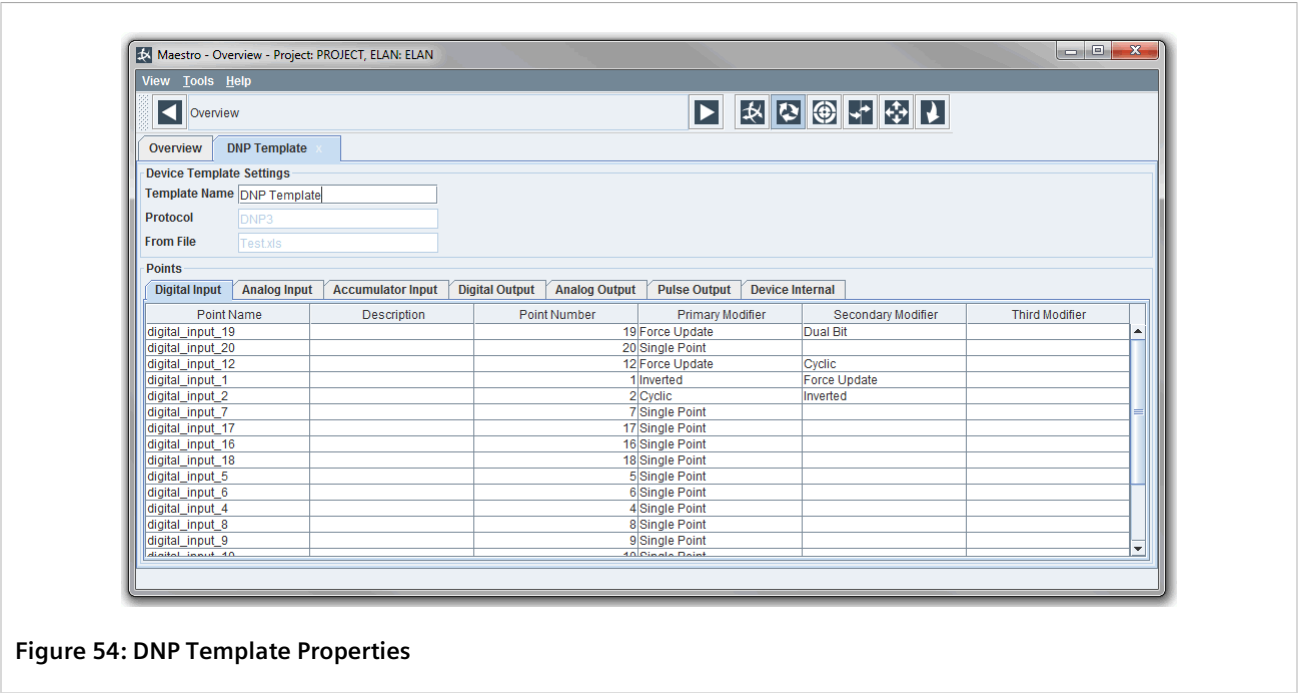 Maestro - Overview - Project: PROJECT, ELAN: ELAN
View Tools Help
Overview
Overview DNP Template x
Device Template Settings
Template Name DNP Template
Protocol DNP3
From File Test.xls
Points
Digital Input Analog Input Accumulator Input Digital Output Analog Output Pulse Output Device Internal
Point Name Description Point Number Primary Modifier Secondary Modifier Third Modifier
digital_input_19 19 Force Update Dual Bit
digital_input_20 20 Single Point
digital_input_12 12 Force Update Cyclic
digital_input_1 1 Inverted Force Update
digital_input_2 2 Cyclic Inverted
digital_input_7 7 Single Point
digital_input_17 17 Single Point
digital_input_16 16 Single Point
digital_input_18 18 Single Point
digital_input_5 5 Single Point
digital_input_6 6 Single Point
digital_input_4 4 Single Point
digital_input_8 8 Single Point
digital_input_9 9 Single Point
digital_input_10 10 Single Point
Figure 54: DNP Template Properties